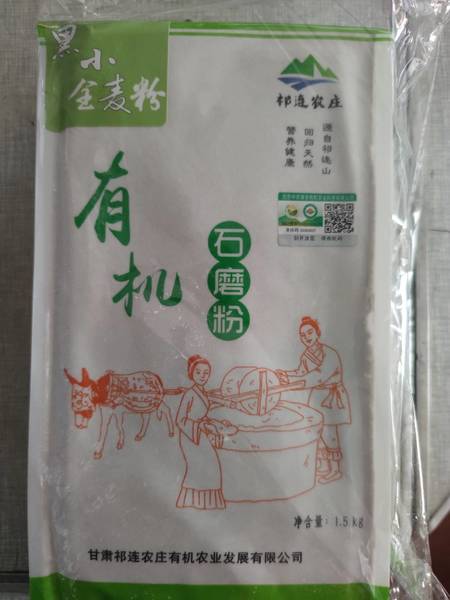 黑小
全麦粉
祁连农庄
源自祁连山
回归天然
营养健康
有机
石磨粉
净含量：1.5kg
甘肃祁连农庄有机农业发展有限公司